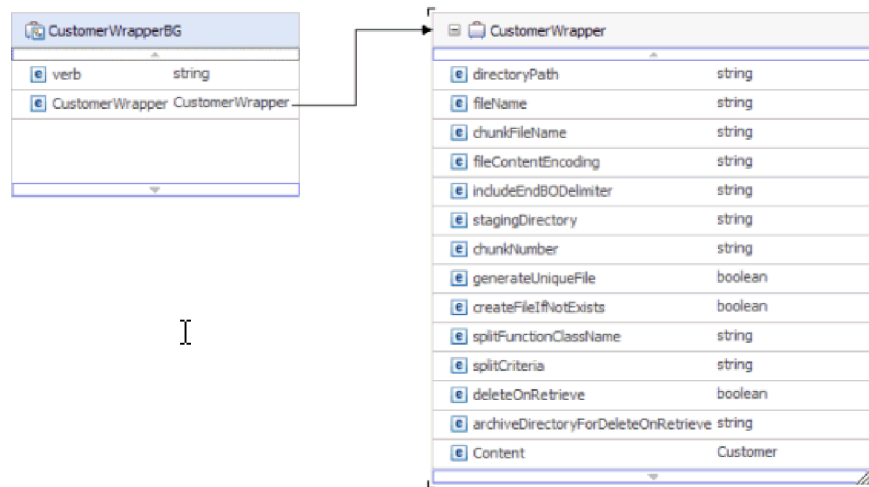 CustomerWrapperBG
verb string
CustomerWrapper CustomerWrapper
CustomerWrapper
directoryPath string
fileName string
chunkFileName string
fileContentEncoding string
includeEndBODelimiter string
stagingDirectory string
chunkNumber string
generateUniqueFile boolean
createFileIfNotExists boolean
splitFunctionClassName string
splitCriteria string
deleteOnRetrieve boolean
archiveDirectoryForDeleteOnRetrieve string
Content Customer